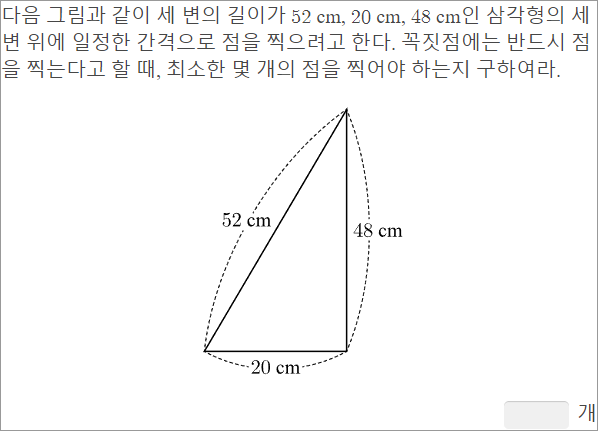 다음 그림과 같이 세 변의 길이가 52 cm, 20 cm, 48 cm인 삼각형의 세
변 위에 일정한 간격으로 점을 찍으려고 한다. 꼭짓점에는 반드시 점
을 찍는다고 할 때, 최소한 몇 개의 점을 찍어야 하는지 구하여라.
52 cm
48 cm
20 cm
개